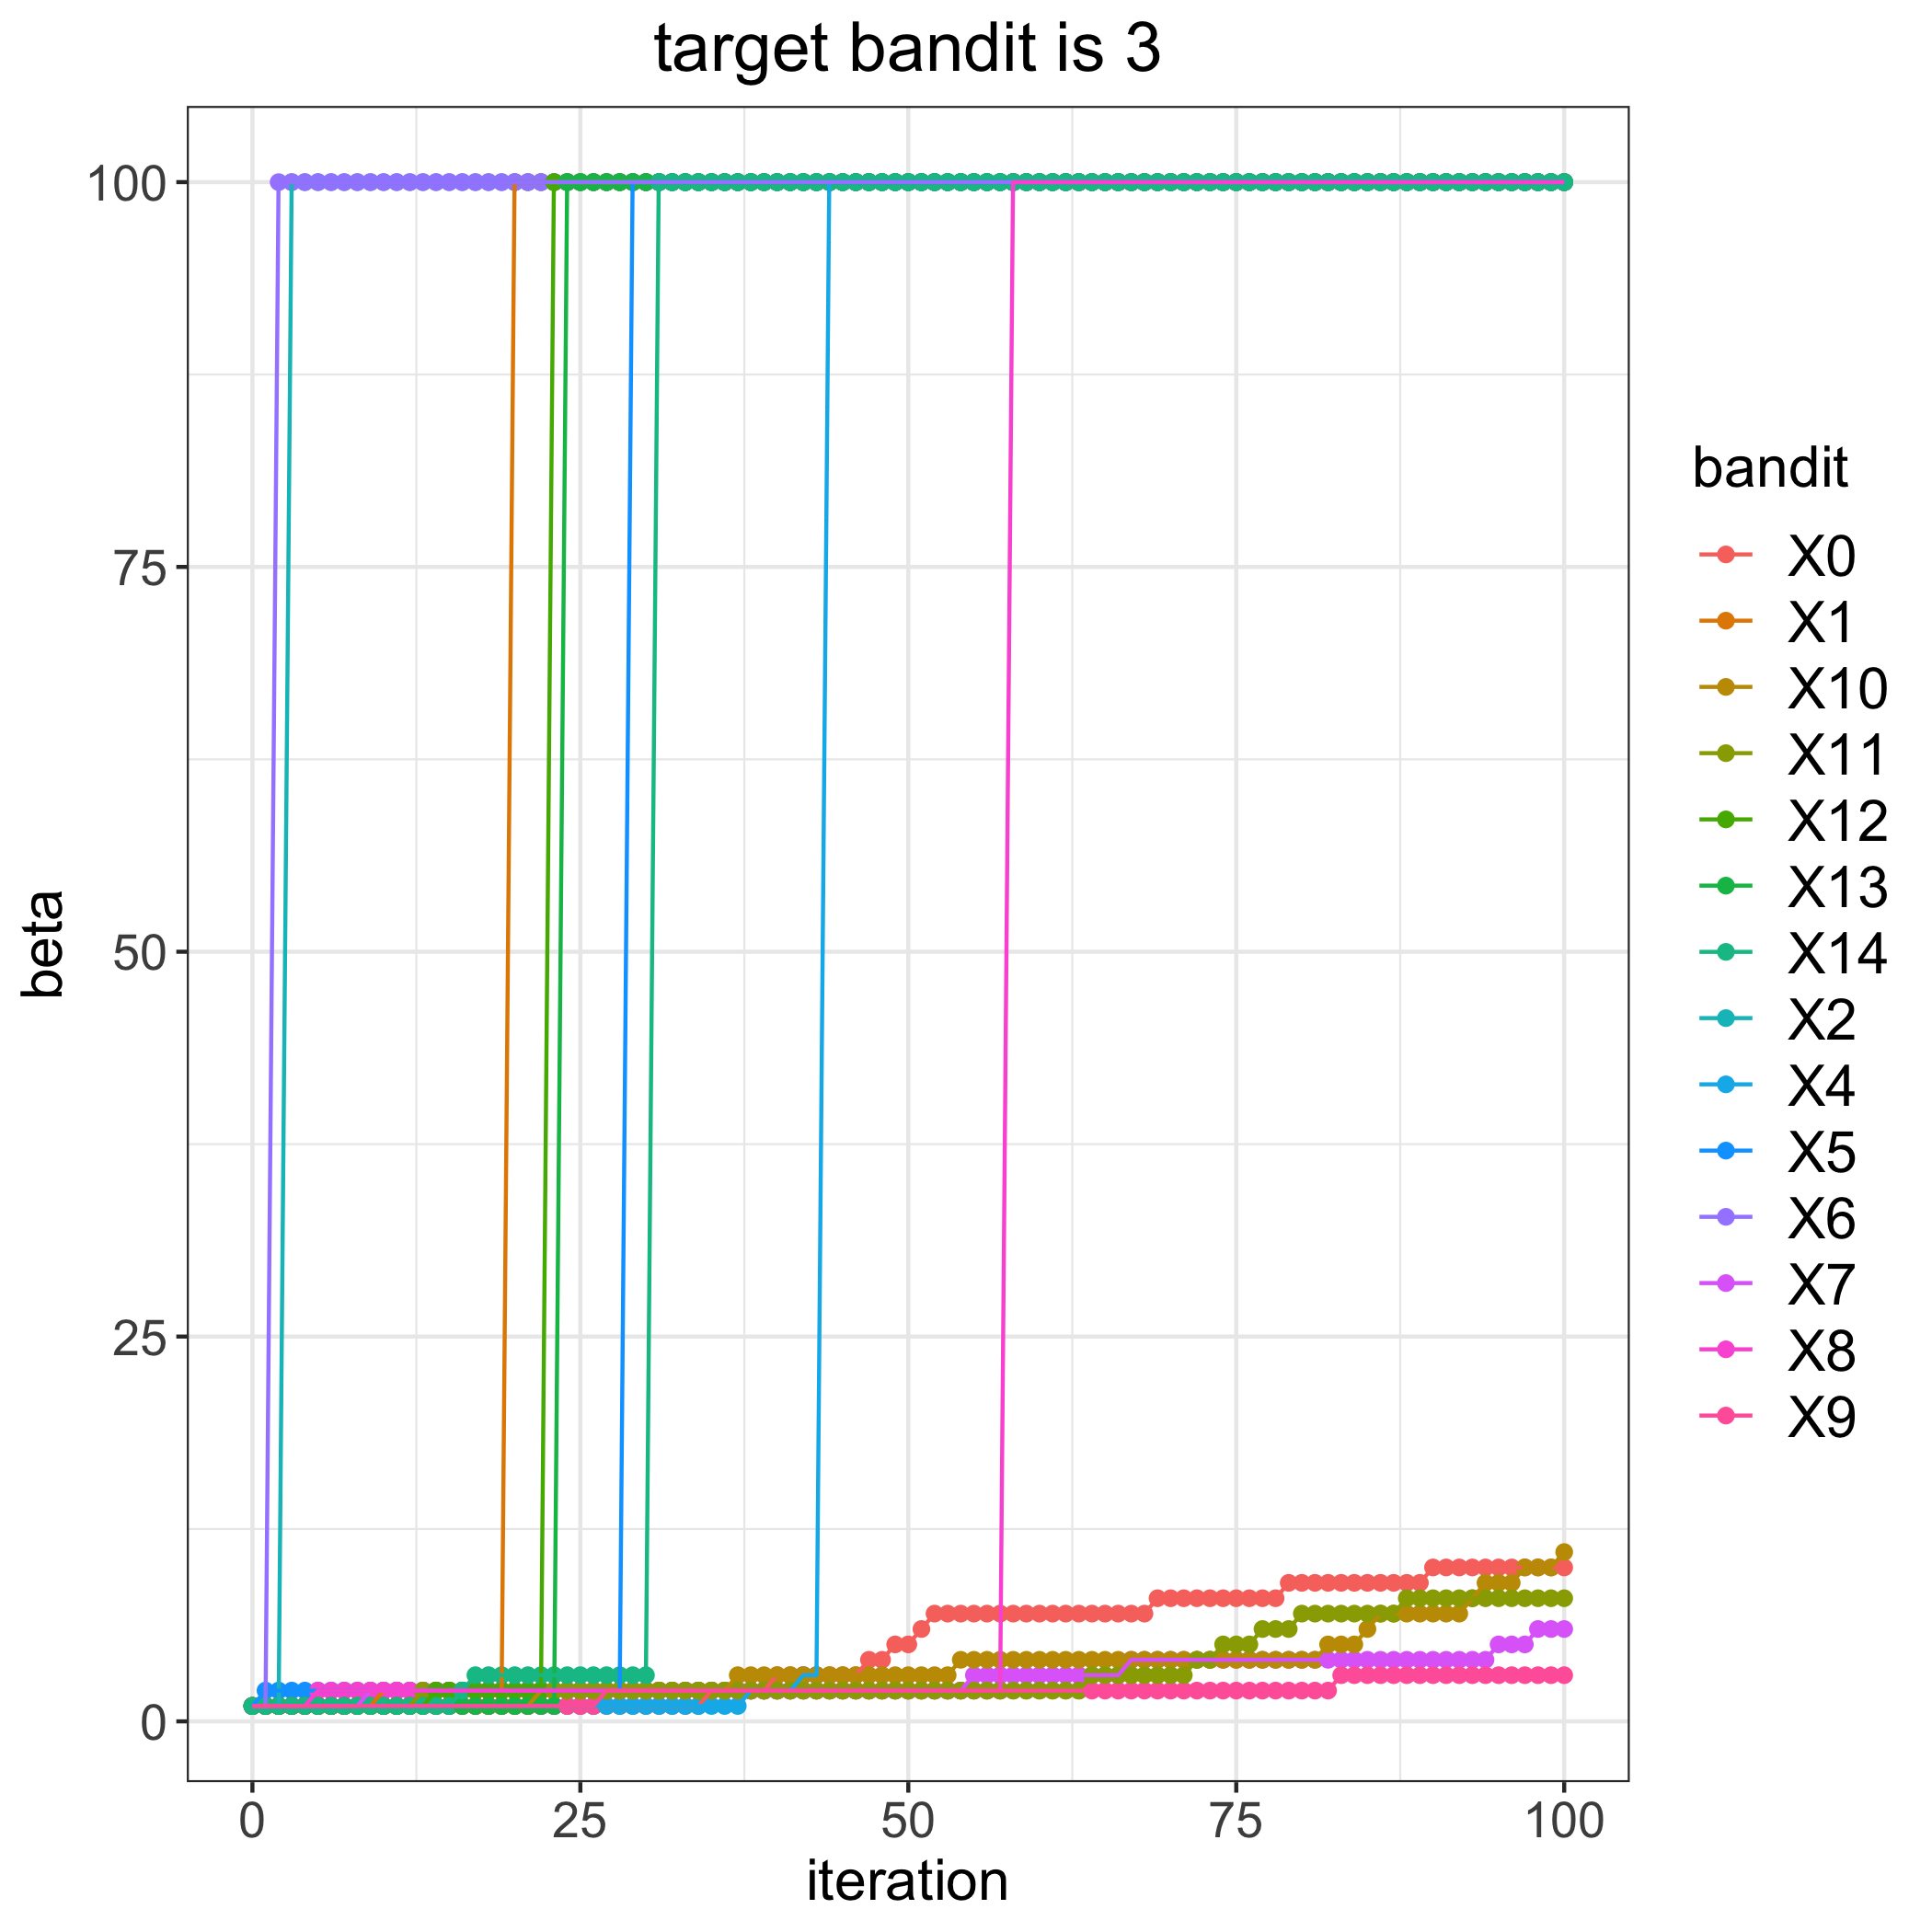 target bandit is 3
100
75
50
25
0
beta
0 25 50 75 100
iteration
bandit
X0
X1
X10
X11
X12
X13
X14
X2
X4
X5
X6
X7
X8
X9